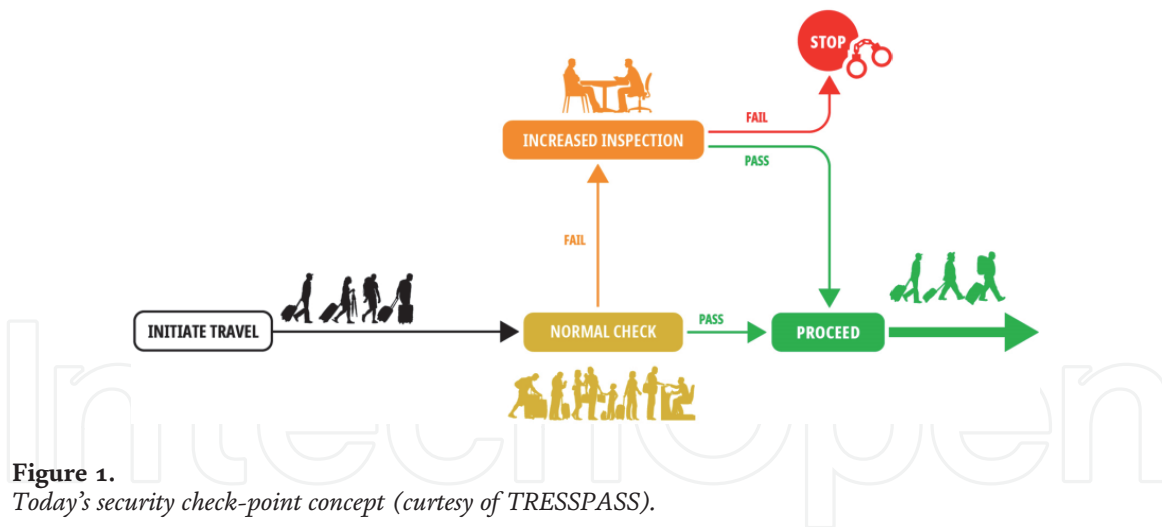 STOP
FAIL
INCREASED INSPECTION
PASS
FAIL
INITIATE TRAVEL
NORMAL CHECK
PASS
PROCEED
IntechOpen
Figure 1.
Today's security check-point concept (curtesy of TRESSPASS).